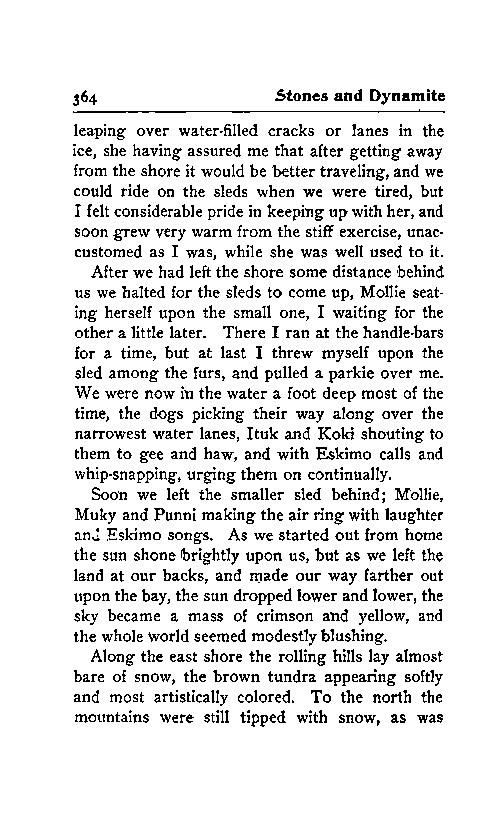 364 Stones and Dynamite
leaping over water-filled cracks or lanes in the
ice, she having assured me that after getting away
from the shore it would be better traveling, and we
could ride on the sleds when we were tired, but
I felt considerable pride in keeping up with her, and
soon grew very warm from the stiff exercise, unac-
customed as I was, while she was well used to it.
After we had left the shore some distance behind
us we halted for the sleds to come up, Mollie seat-
ing herself upon the small one, I waiting for the
other a little later. There I ran at the handle-bars
for a time, but at last I threw myself upon the
sled among the furs, and pulled a parkie over me.
We were now in the water a foot deep most of the
time, the dogs picking their way along over the
narrowest water lanes, Ituk and Koki shouting to
them to gee and haw, and with Eskimo calls and
whip-snapping, urging them on continually.
Soon we left the smaller sled behind; Mollie,
Muky and Punni making the air ring with laughter
and Eskimo songs. As we started out from home
the sun shone brightly upon us, but as we left the
land at our backs, and made our way farther out
upon the bay, the sun dropped lower and lower, the
sky became a mass of crimson and yellow, and
the whole world seemed modestly blushing.
Along the east shore the rolling hills lay almost
bare of snow, the brown tundra appearing softly
and most artistically colored. To the north the
mountains were still tipped with snow, as was